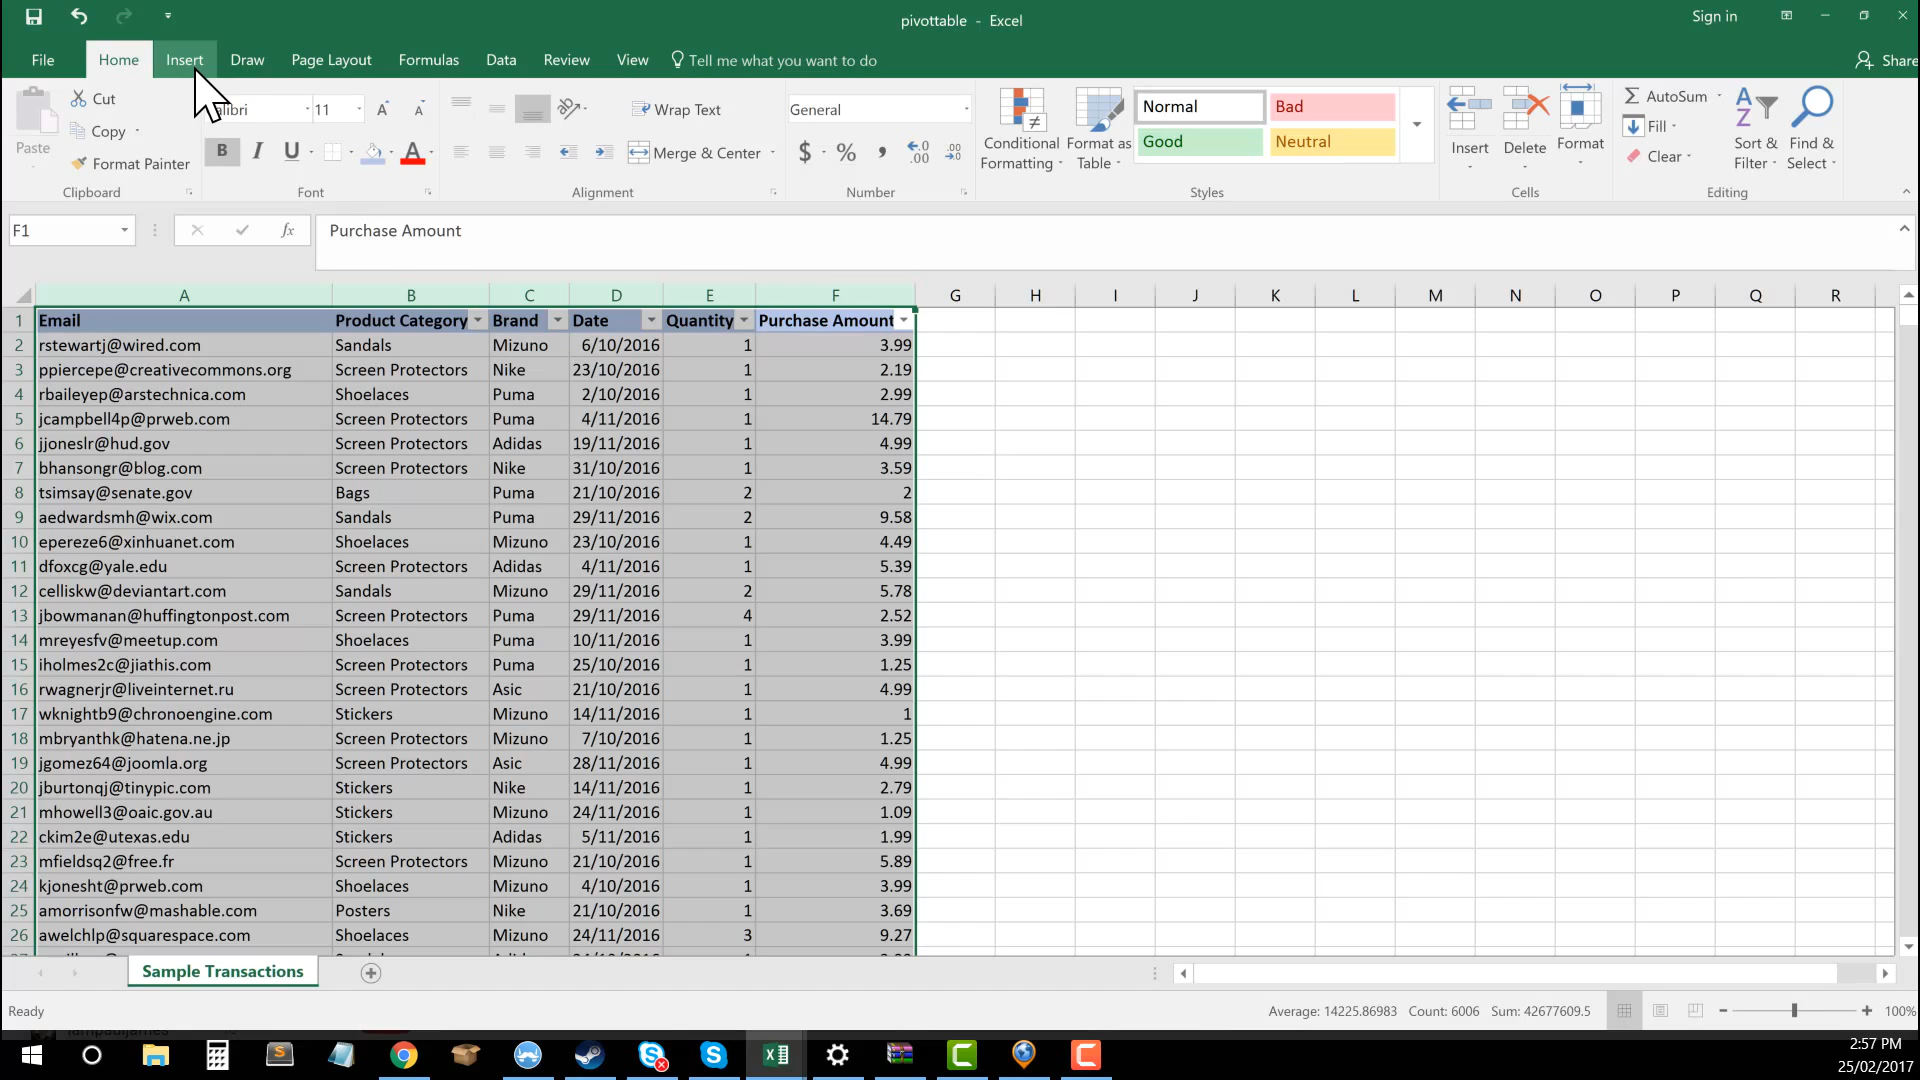 pivottable - Excel
Sign in
File Home Insert Draw Page Layout Formulas Data Review View Tell me what you want to do Share
Paste
Cut
Copy
Format Painter
Clipboard
11
B I U A
Font
Wrap Text
Merge & Center
Alignment
General
$ % ,
Number
Conditional Formatting
Format as Table
Normal Bad
Good Neutral
Styles
Insert Delete Format
Cells
AutoSum
Fill
Clear
Sort & Filter
Find & Select
Editing
F1 fx Purchase Amount
A B C D E F G H I J K L M N O P Q R
1 Email Product Category Brand Date Quantity Purchase Amount
2 rstewartj@wired.com Sandals Mizuno 6/10/2016 1 3.99
3 ppiercepe@creativecommons.org Screen Protectors Nike 23/10/2016 1 2.19
4 rbaileyep@arstechnica.com Shoelaces Puma 2/10/2016 1 2.99
5 jcampbell4p@prweb.com Screen Protectors Puma 4/11/2016 1 14.79
6 jjoneslr@hud.gov Screen Protectors Adidas 19/11/2016 1 4.99
7 bhansongr@blog.com Screen Protectors Nike 31/10/2016 1 3.59
8 tsimsay@senate.gov Bags Puma 21/10/2016 2 2
9 aedwardsmh@wix.com Sandals Puma 29/11/2016 2 9.58
10 epereze6@xinhuanet.com Shoelaces Mizuno 23/10/2016 1 4.49
11 dfoxcg@yale.edu Screen Protectors Adidas 4/11/2016 1 5.39
12 celliskw@deviantart.com Sandals Mizuno 29/11/2016 2 5.78
13 jbowmanan@huffingtonpost.com Screen Protectors Puma 29/11/2016 4 2.52
14 mreyesfv@meetup.com Shoelaces Puma 10/11/2016 1 3.99
15 iholmes2c@jiathis.com Screen Protectors Puma 25/10/2016 1 1.25
16 rwagnerjr@liveinternet.ru Screen Protectors Asic 21/10/2016 1 4.99
17 wknightb9@chronoengine.com Stickers Mizuno 14/11/2016 1 1
18 mbryanthk@hatena.ne.jp Screen Protectors Mizuno 7/10/2016 1 1.25
19 jgomez64@joomla.org Screen Protectors Asic 28/11/2016 1 4.99
20 jburtonqj@tinypic.com Stickers Nike 14/11/2016 1 2.79
21 mhowell3@oaic.gov.au Stickers Mizuno 24/11/2016 1 1.09
22 ckim2e@utexas.edu Stickers Adidas 5/11/2016 1 1.99
23 mfieldsq2@free.fr Screen Protectors Mizuno 21/10/2016 1 5.89
24 kjonesht@prweb.com Shoelaces Mizuno 4/10/2016 1 3.99
25 amorrisonfw@mashable.com Posters Nike 21/10/2016 1 3.69
26 awelchlp@squarespace.com Shoelaces Mizuno 24/11/2016 3 9.27
Sample Transactions
Ready Average: 14225.86983 Count: 6006 Sum: 42677609.5 100%
2:57 PM
25/02/2017